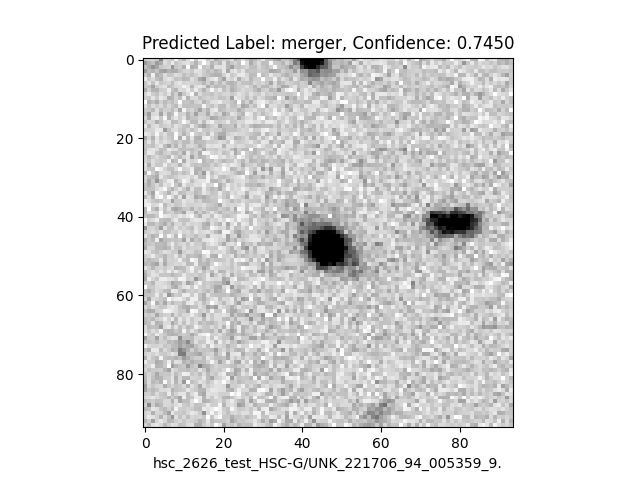 Predicted Label: merger, Confidence: 0.7450
0
20
40
60
80
0 20 40 60 80
hsc_2626_test_HSC-G/UNK_221706_94_005359_9.